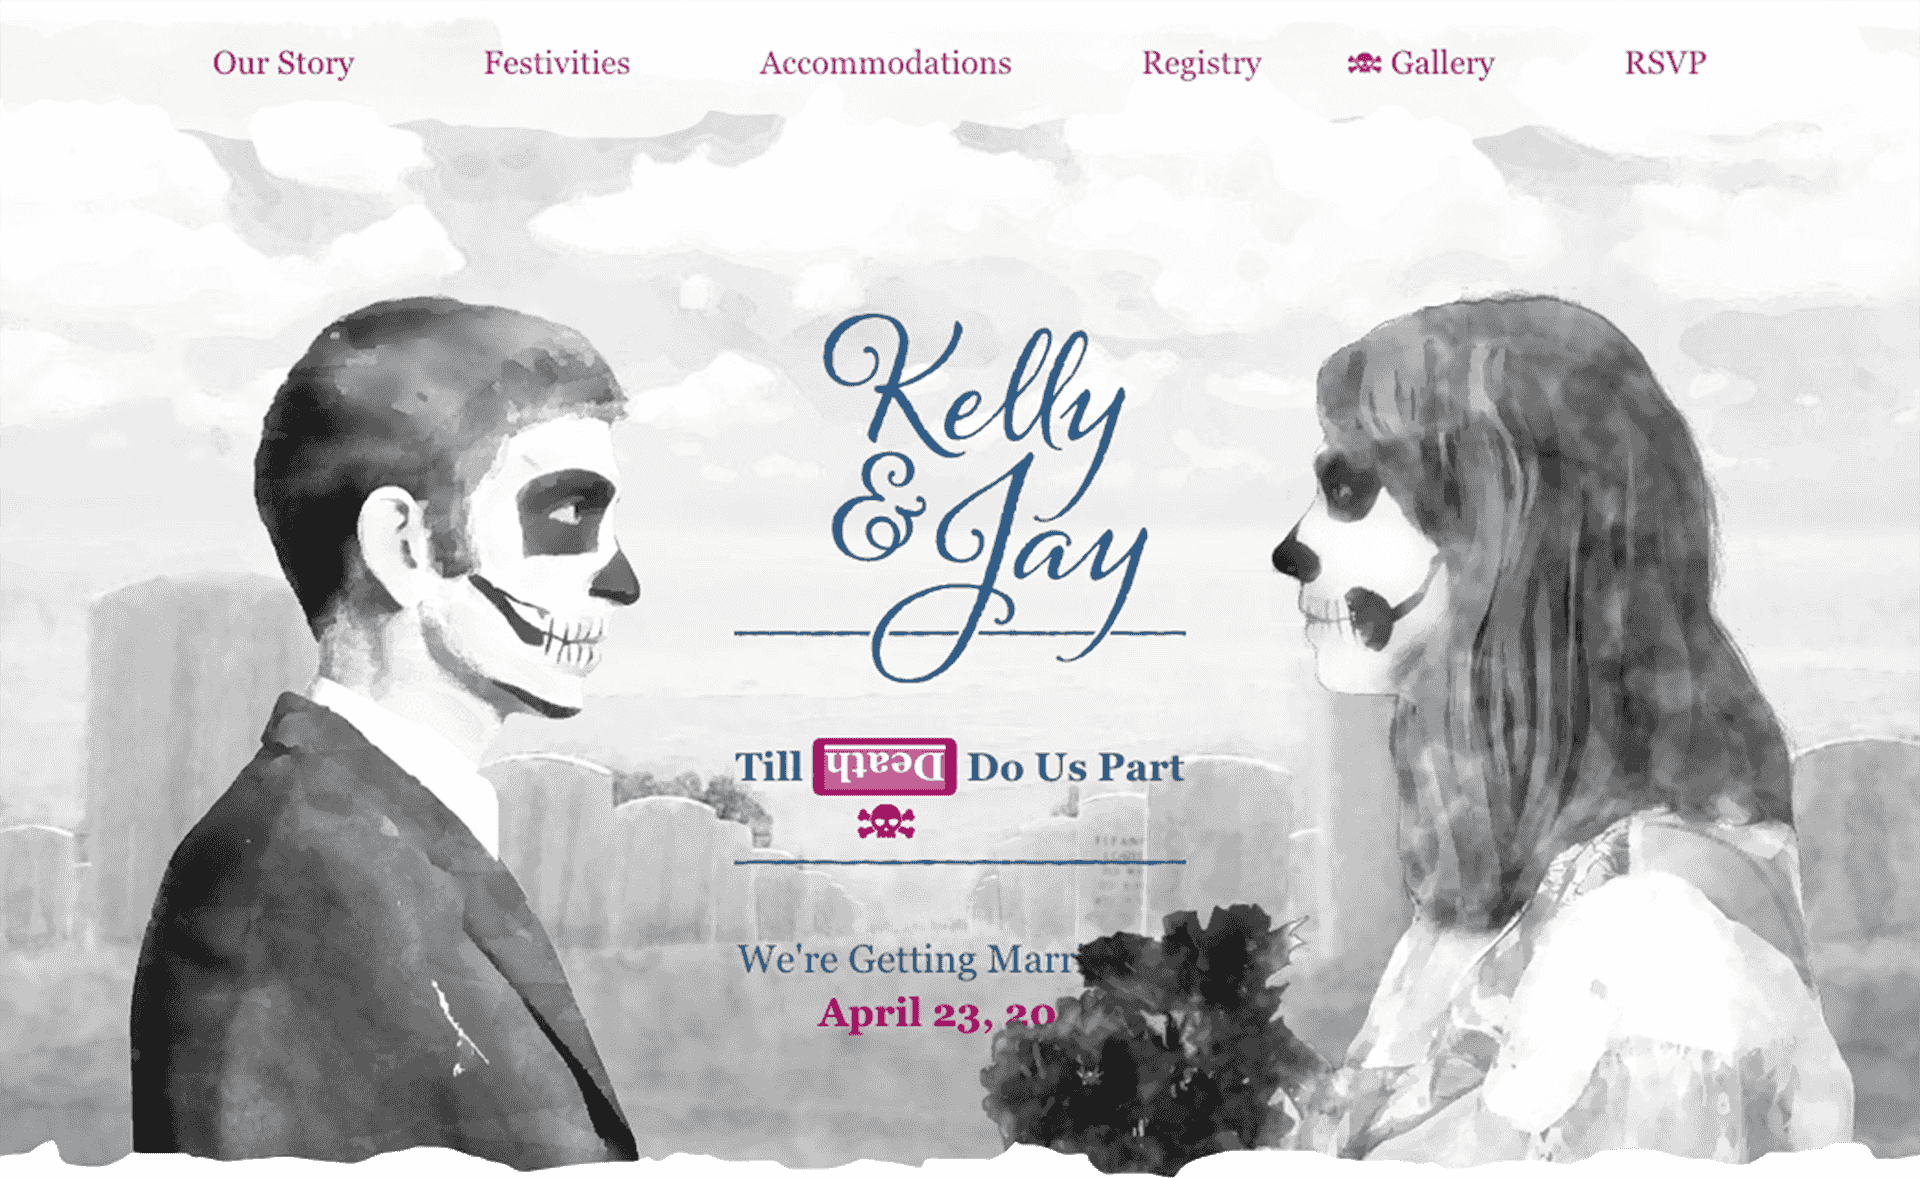 Our Story Festivities Accommodations Registry Gallery RSVP
Kelly
& Jay
Till Death Do Us Part
We're Getting Marr
April 23, 20